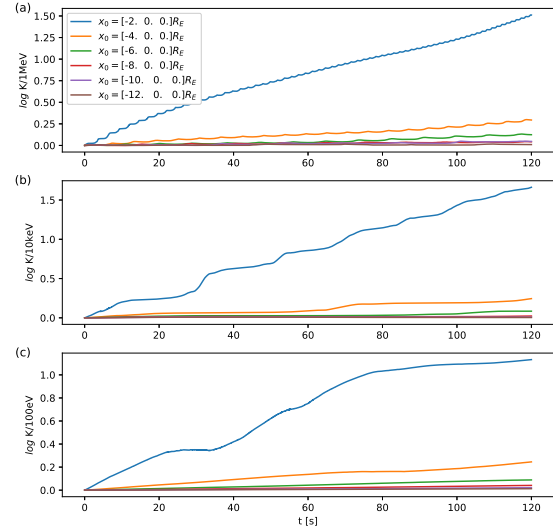 (a)
1.50
1.25
1.00
0.75
0.50
0.25
0.00
log K/1MeV
x₀ = [-2. 0. 0.]R_E
x₀ = [-4. 0. 0.]R_E
x₀ = [-6. 0. 0.]R_E
x₀ = [-8. 0. 0.]R_E
x₀ = [-10. 0. 0.]R_E
x₀ = [-12. 0. 0.]R_E
0 20 40 60 80 100 120
(b)
1.5
1.0
0.5
0.0
log K/10keV
0 20 40 60 80 100 120
(c)
1.0
0.8
0.6
0.4
0.2
0.0
log K/100eV
0 20 40 60 80 100 120
t [s]